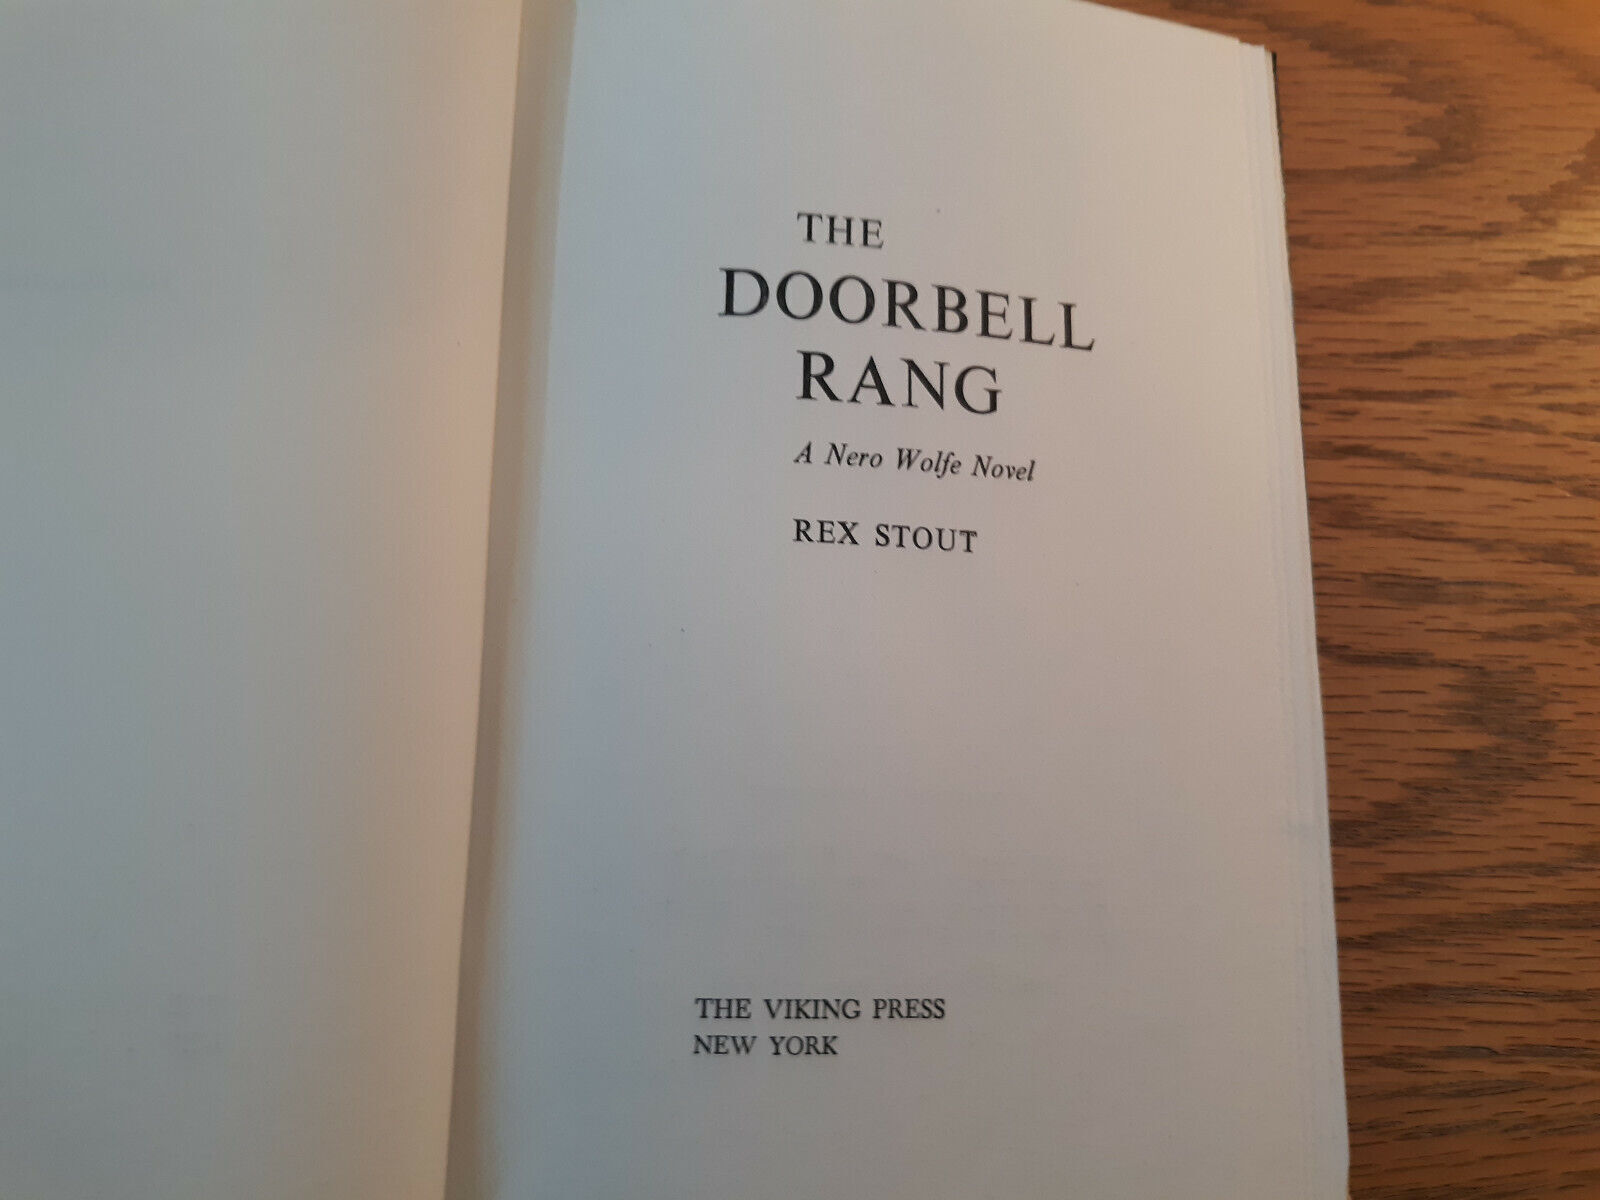 THE
DOORBELL
RANG
A Nero Wolfe Novel
REX STOUT
THE VIKING PRESS
NEW YORK